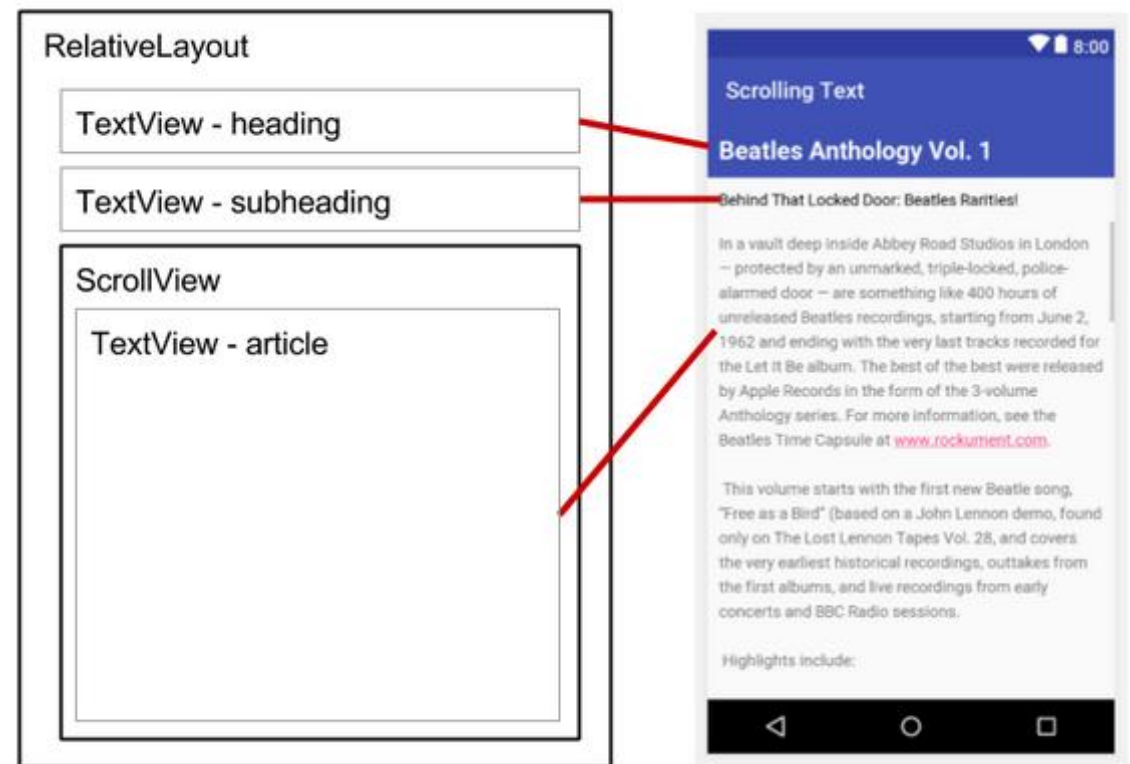 RelativeLayout
TextView - heading
TextView - subheading
ScrollView
TextView - article
8:00
Scrolling Text
Beatles Anthology Vol. 1
Behind That Locked Door: Beatles Rarities!
In a vault deep inside Abbey Road Studios in London
— protected by an unmarked, triple-locked, police-
alarmed door — are something like 400 hours of
unreleased Beatles recordings, starting from June 2,
1962 and ending with the very last tracks recorded for
the Let It Be album. The best of the best were released
by Apple Records in the form of the 3-volume
Anthology series. For more information, see the
Beatles Time Capsule at www.rockument.com.
This volume starts with the first new Beatle song,
"Free as a Bird" (based on a John Lennon demo, found
only on The Lost Lennon Tapes Vol. 28, and covers
the very earliest historical recordings, outtakes from
the first albums, and live recordings from early
concerts and BBC Radio sessions.
Highlights include: